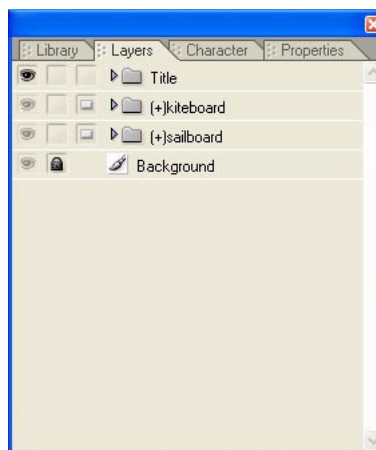 Library Layers Character Properties
Title
(+)kiteboard
(+)sailboard
Background